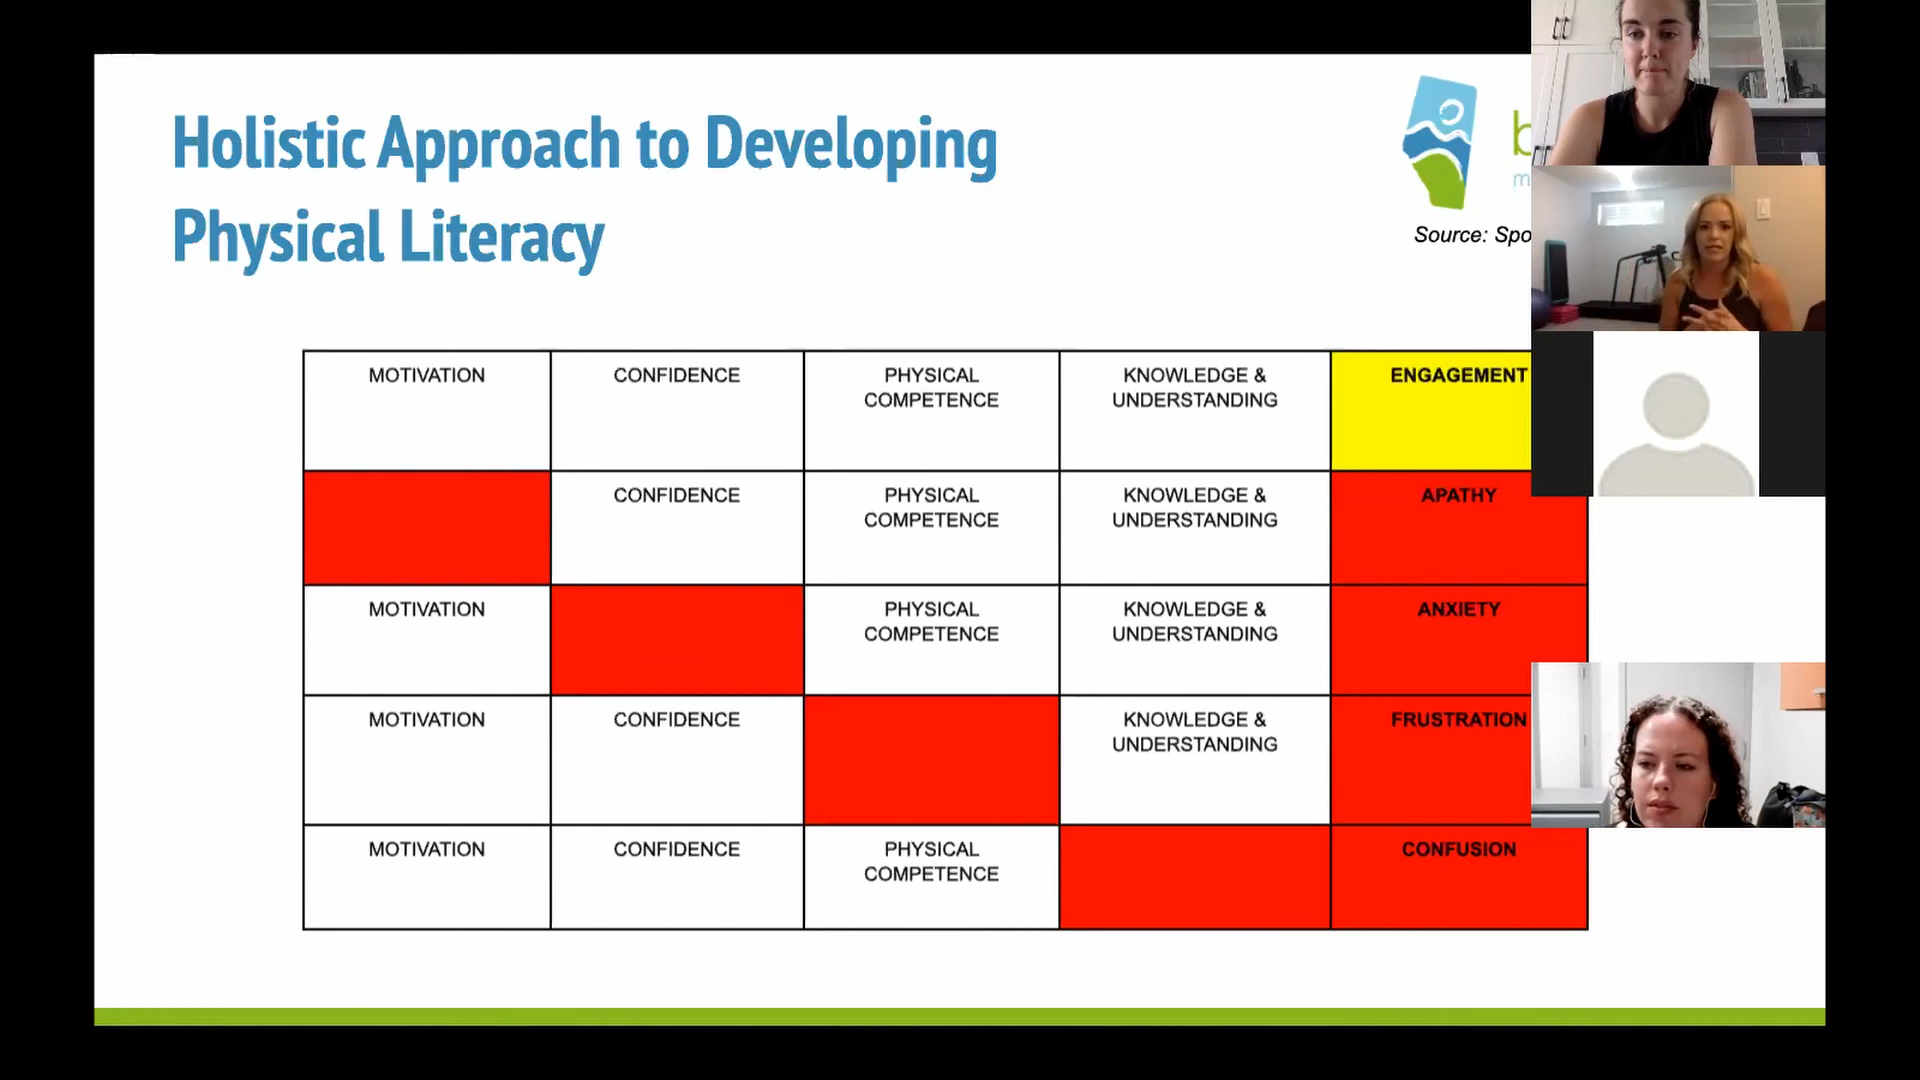 Holistic Approach to Developing
Physical Literacy
Source:
MOTIVATION
CONFIDENCE
PHYSICAL
COMPETENCE
KNOWLEDGE &
UNDERSTANDING
ENGAGEMENT
CONFIDENCE
PHYSICAL
COMPETENCE
KNOWLEDGE &
UNDERSTANDING
APATHY
MOTIVATION
PHYSICAL
COMPETENCE
KNOWLEDGE &
UNDERSTANDING
ANXIETY
MOTIVATION
CONFIDENCE
KNOWLEDGE &
UNDERSTANDING
FRUSTRATION
MOTIVATION
CONFIDENCE
PHYSICAL
COMPETENCE
CONFUSION